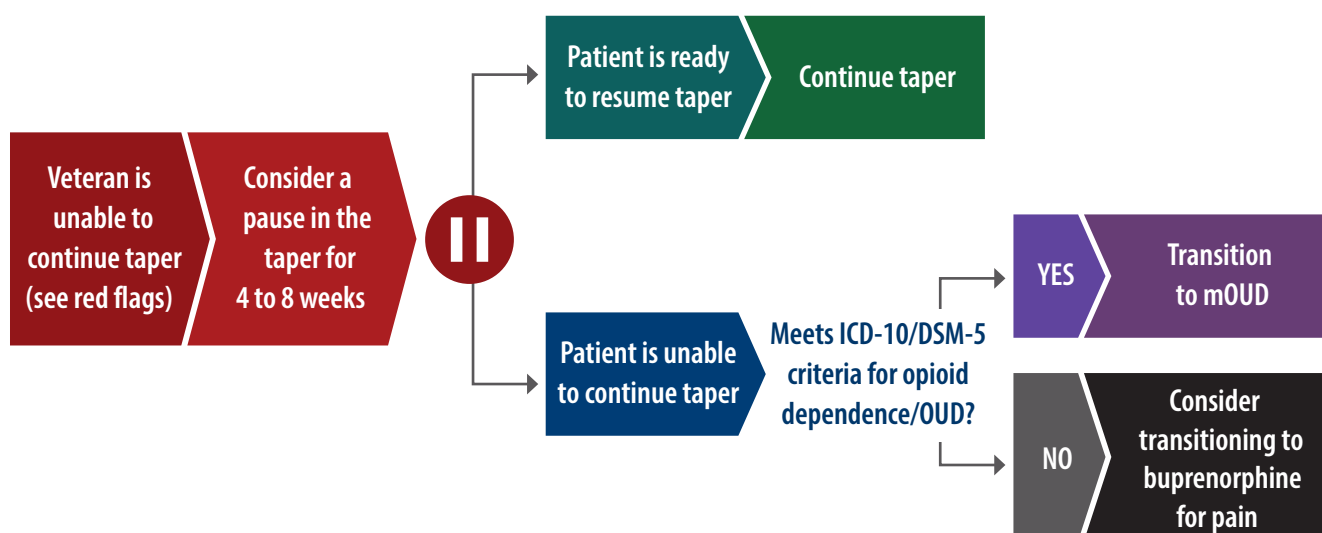 Veteran is
unable to
continue taper
(see red flags)
Consider a
pause in the
taper for
4 to 8 weeks
Patient is ready
to resume taper
Continue taper
Patient is unable
to continue taper
Meets ICD-10/DSM-5
criteria for opioid
dependence/OUD?
YES
Transition
to mOUD
NO
Consider
transitioning to
buprenorphine
for pain